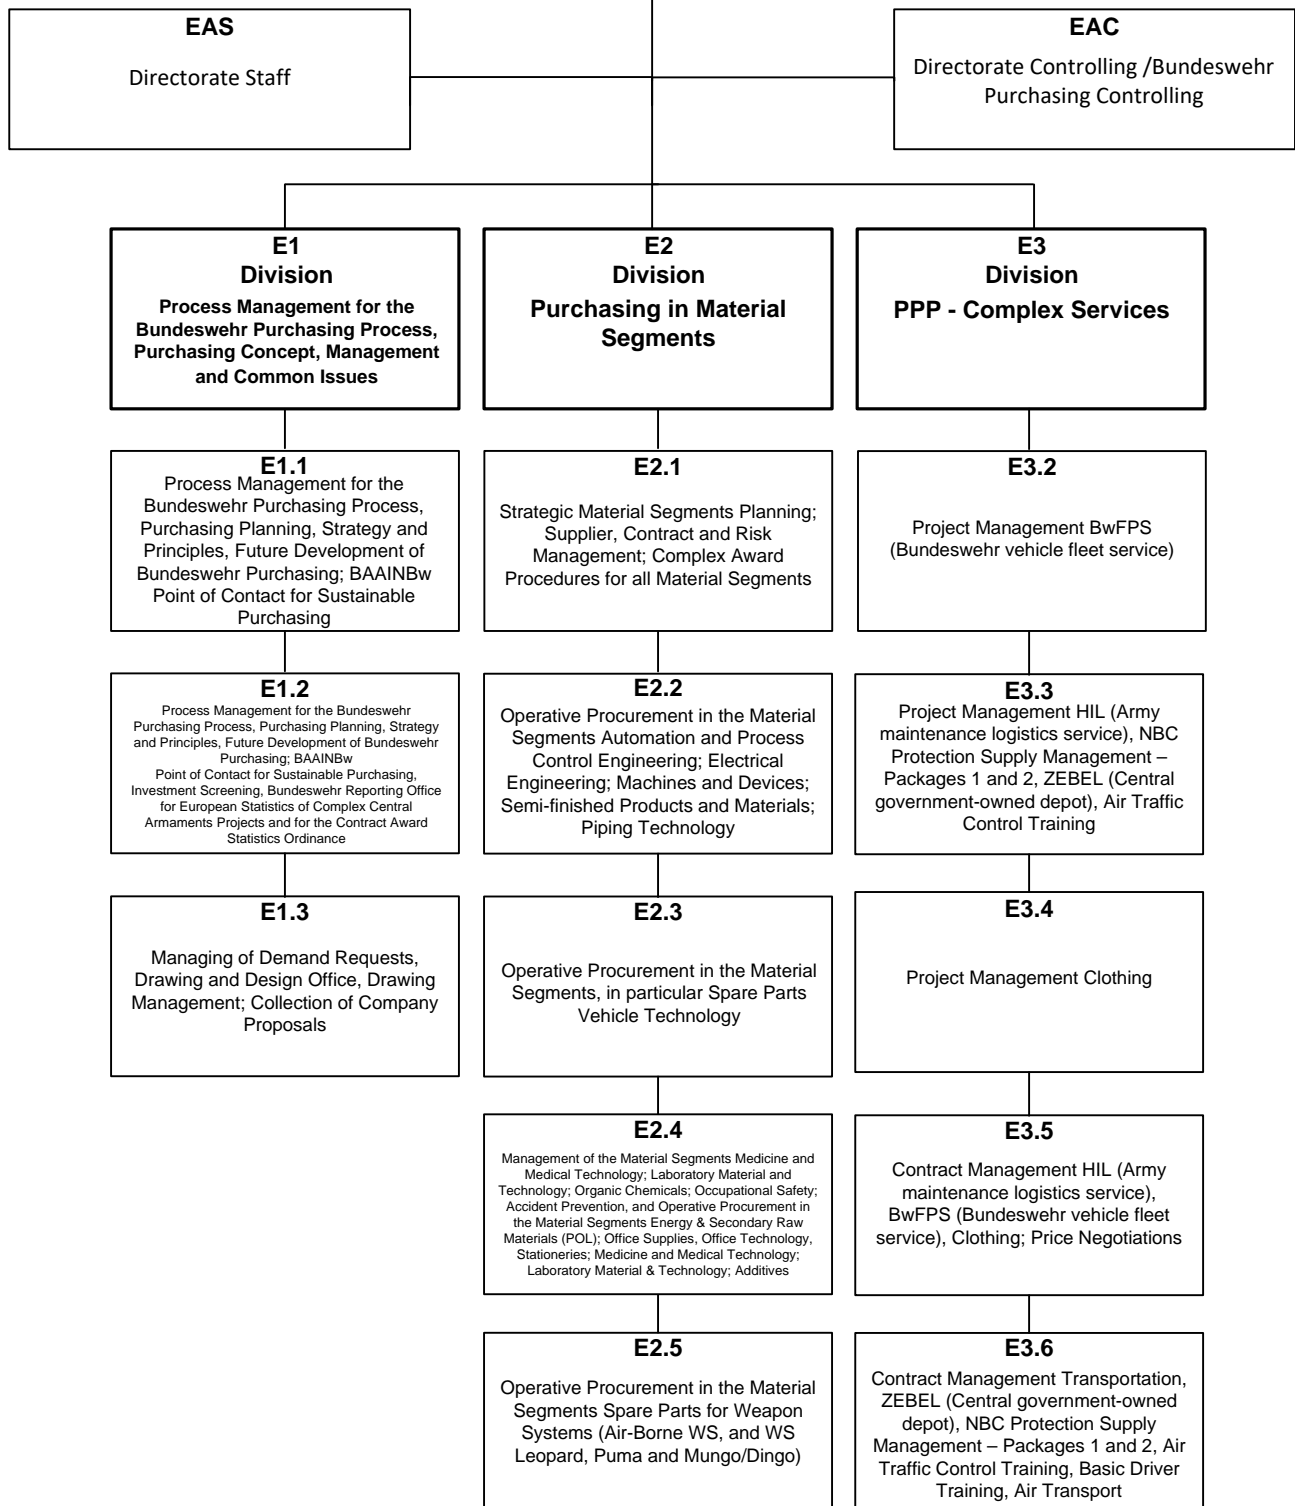 EAS
Directorate Staff
EAC
Directorate Controlling /Bundeswehr
Purchasing Controlling
E1
Division
Process Management for the
Bundeswehr Purchasing Process,
Purchasing Concept, Management
and Common Issues
E2
Division
Purchasing in Material
Segments
E3
Division
PPP - Complex Services
E1.1
Process Management for the
Bundeswehr Purchasing Process,
Purchasing Planning, Strategy and
Principles, Future Development of
Bundeswehr Purchasing; BAAINBw
Point of Contact for Sustainable
Purchasing
E2.1
Strategic Material Segments Planning;
Supplier, Contract and Risk
Management; Complex Award
Procedures for all Material Segments
E3.2
Project Management BwFPS
(Bundeswehr vehicle fleet service)
E1.2
Process Management for the Bundeswehr
Purchasing Process, Purchasing Planning, Strategy
and Principles, Future Development of Bundeswehr
Purchasing; BAAINBw
Point of Contact for Sustainable Purchasing,
Investment Screening, Bundeswehr Reporting Office
for European Statistics of Complex Central
Armaments Projects and for the Contract Award
Statistics Ordinance
E2.2
Operative Procurement in the Material
Segments Automation and Process
Control Engineering; Electrical
Engineering; Machines and Devices;
Semi-finished Products and Materials;
Piping Technology
E3.3
Project Management HIL (Army
maintenance logistics service), NBC
Protection Supply Management –
Packages 1 and 2, ZEBEL (Central
government-owned depot), Air Traffic
Control Training
E1.3
Managing of Demand Requests,
Drawing and Design Office, Drawing
Management; Collection of Company
Proposals
E2.3
Operative Procurement in the Material
Segments, in particular Spare Parts
Vehicle Technology
E3.4
Project Management Clothing
E2.4
Management of the Material Segments Medicine and
Medical Technology; Laboratory Material and
Technology; Organic Chemicals; Occupational Safety;
Accident Prevention, and Operative Procurement in
the Material Segments Energy & Secondary Raw
Materials (POL); Office Supplies, Office Technology,
Stationeries; Medicine and Medical Technology;
Laboratory Material & Technology; Additives
E3.5
Contract Management HIL (Army
maintenance logistics service),
BwFPS (Bundeswehr vehicle fleet
service), Clothing; Price Negotiations
E2.5
Operative Procurement in the Material
Segments Spare Parts for Weapon
Systems (Air-Borne WS, and WS
Leopard, Puma and Mungo/Dingo)
E3.6
Contract Management Transportation,
ZEBEL (Central government-owned
depot), NBC Protection Supply
Management – Packages 1 and 2, Air
Traffic Control Training, Basic Driver
Training, Air Transport